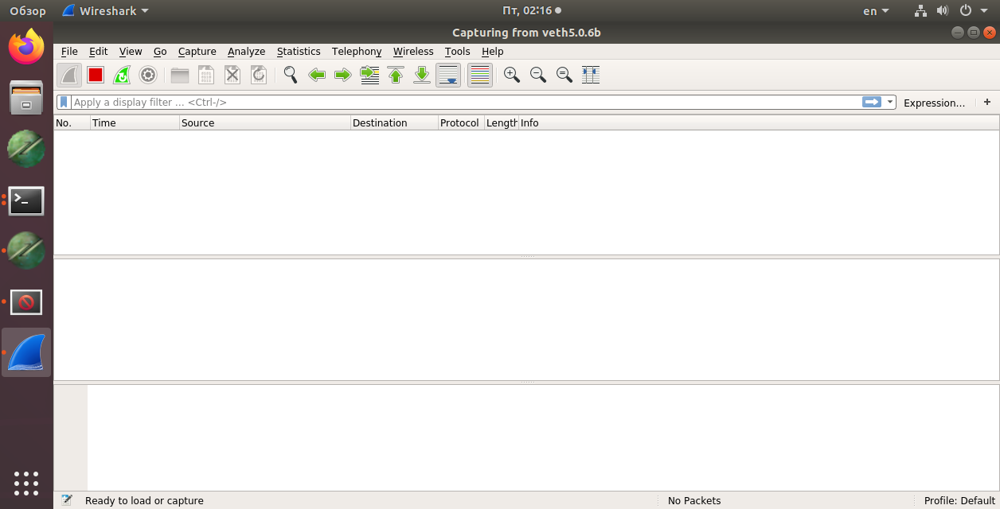 Обзор Wireshark Пт, 02:16 en
Capturing from veth5.0.6b
File Edit View Go Capture Analyze Statistics Telephony Wireless Tools Help
Apply a display filter ... <Ctrl-/> Expression... +
No. Time Source Destination Protocol Length Info
Ready to load or capture No Packets Profile: Default